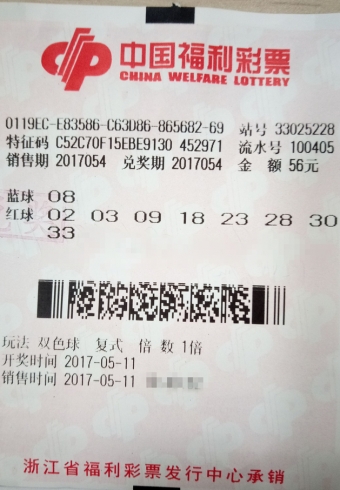 中国福利彩票
CHINA WELFARE LOTTERY
0119EC-E83586-C63D86-865682-69 站号 33025228
特征码 C52C70F15EBE9130 452971 流水号 100405
销售期 2017054 兑奖期 2017054 金 额 56元
蓝球 08
红球 02 03 09 18 23 28 30
33
玩法 双色球 复式 倍 数 1倍
开奖时间 2017-05-11
销售时间 2017-05-11
浙江省福利彩票发行中心承销